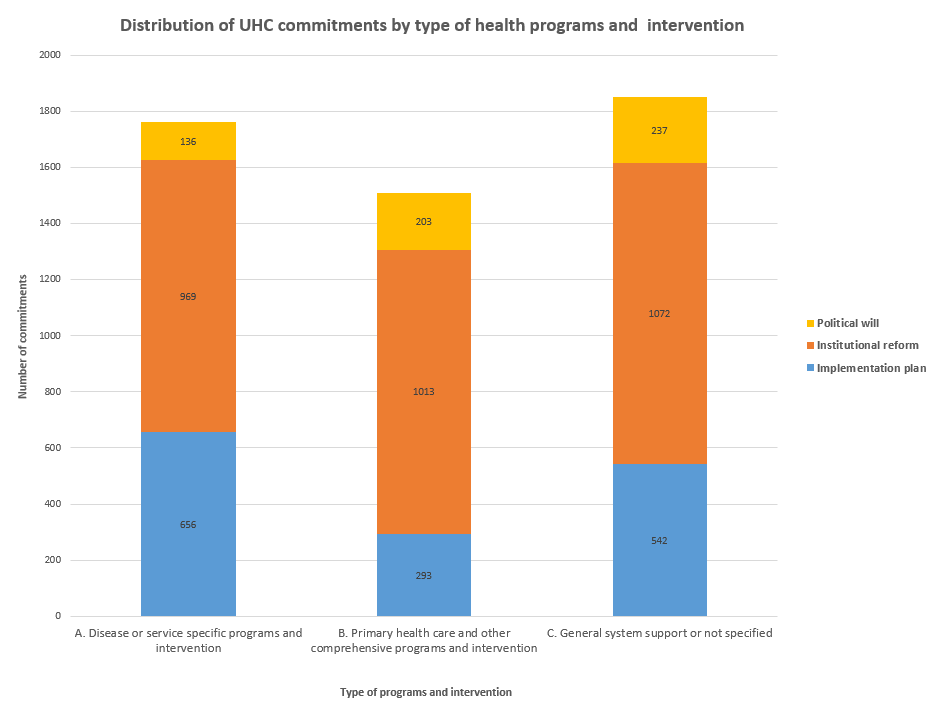 Distribution of UHC commitments by type of health programs and  intervention
2000
1800
1600
1400
1200
1000
800
600
400
200
0
Number of commitments
136
969
656
203
1013
293
237
1072
542
Political will
Institutional reform
Implementation plan
A. Disease or service specific programs and
intervention
B. Primary health care and other
comprehensive programs and intervention
C. General system support or not specified
Type of programs and intervention